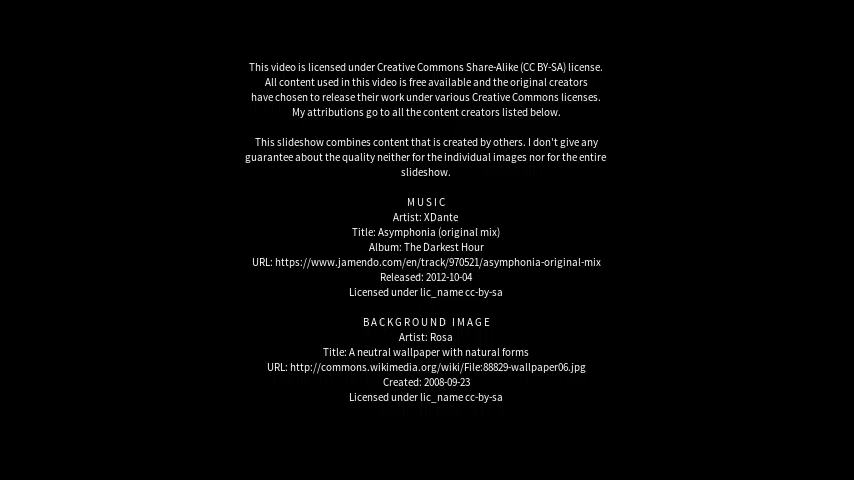 This video is licensed under Creative Commons Share-Alike (CC BY-SA) license.
All content used in this video is free available and the original creators
have chosen to release their work under various Creative Commons licenses.
My attributions go to all the content creators listed below.
This slideshow combines content that is created by others. I don't give any
guarantee about the quality neither for the individual images nor for the entire
slideshow.
MUSIC
Artist: XDante
Title: Asymphonia (original mix)
Album: The Darkest Hour
URL: https://www.jamendo.com/en/track/970521/asymphonia-original-mix
Released: 2012-10-04
Licensed under lic_name cc-by-sa
BACKGROUND IMAGE
Artist: Rosa
Title: A neutral wallpaper with natural forms
URL: http://commons.wikimedia.org/wiki/File:88829-wallpaper06.jpg
Created: 2008-09-23
Licensed under lic_name cc-by-sa